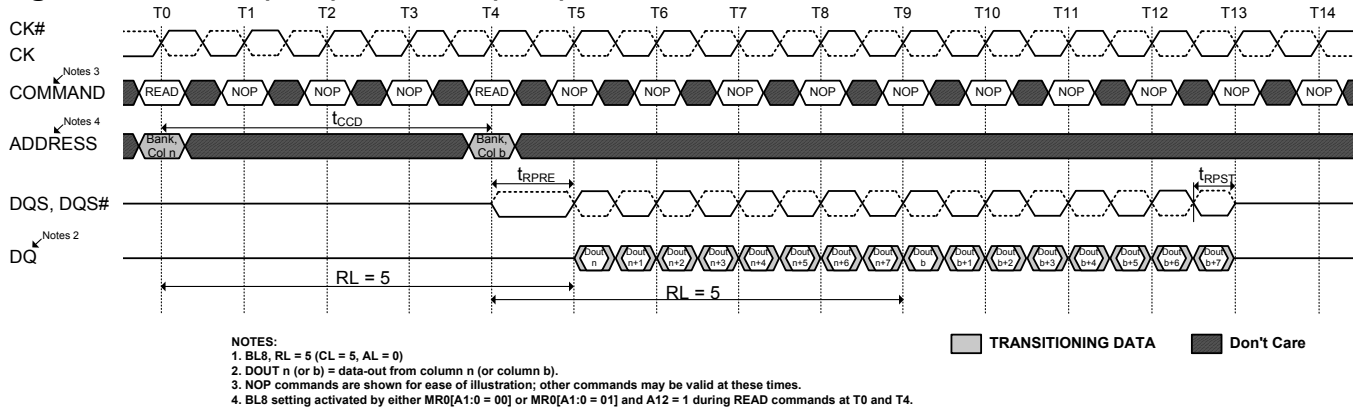 T0 T1 T2 T3 T4 T5 T6 T7 T8 T9 T10 T11 T12 T13 T14
CK#
CK
Notes 3
COMMAND READ NOP NOP NOP READ NOP NOP NOP NOP NOP NOP NOP NOP NOP NOP
tCCD
Notes 4
ADDRESS Bank, Col n Bank, Col b
tRPRE tRPST
DQS, DQS#
Notes 2
DQ Dout n Dout n+1 Dout n+2 Dout n+3 Dout n+4 Dout n+5 Dout n+6 Dout n+7 Dout b Dout b+1 Dout b+2 Dout b+3 Dout b+4 Dout b+5 Dout b+6 Dout b+7
RL = 5 RL = 5
TRANSITIONING DATA Don't Care
NOTES:
1. BL8, RL = 5 (CL = 5, AL = 0)
2. DOUT n (or b) = data-out from column n (or column b).
3. NOP commands are shown for ease of illustration; other commands may be valid at these times.
4. BL8 setting activated by either MR0[A1:0 = 00] or MR0[A1:0 = 01] and A12 = 1 during READ commands at T0 and T4.